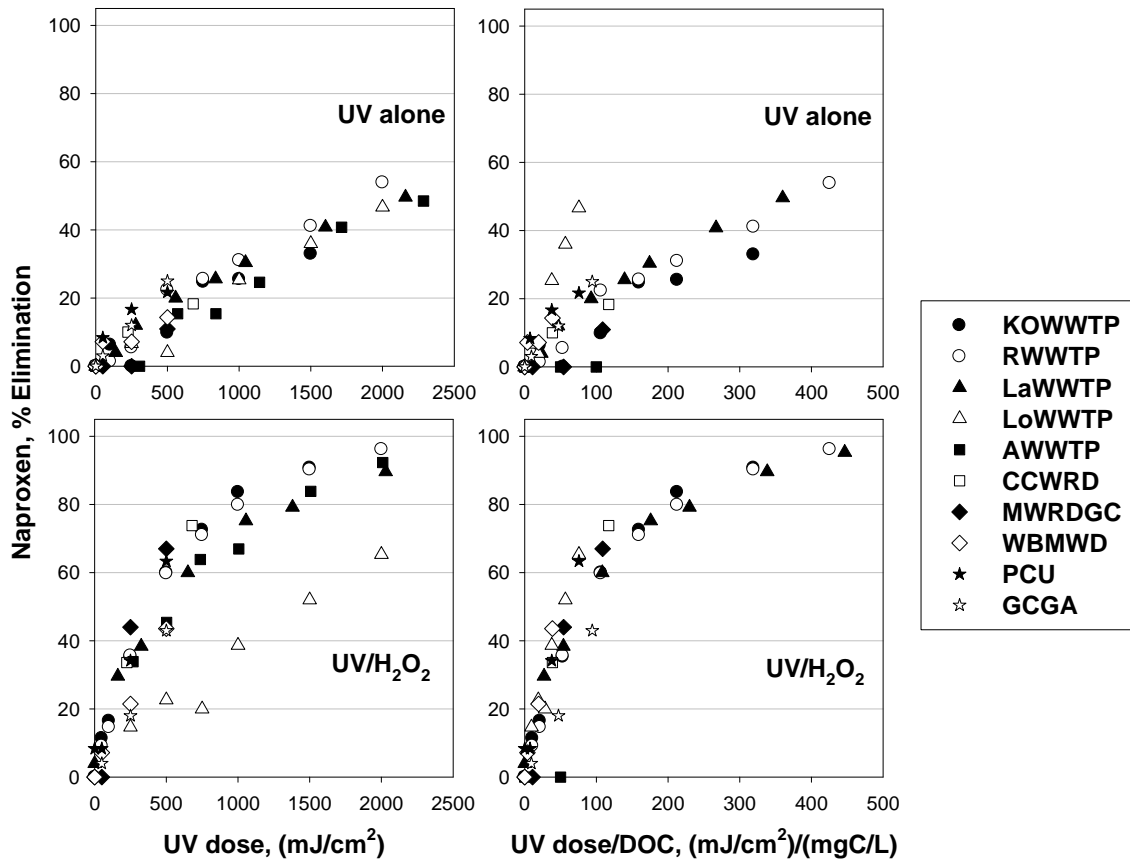 100
80
60
40
20
0
UV alone
0 500 1000 1500 2000 2500
100
80
60
40
20
0
UV alone
0 100 200 300 400 500
Naproxen, % Elimination
100
80
60
40
20
0
UV/H₂O₂
0 500 1000 1500 2000 2500
UV dose, (mJ/cm²)
100
80
60
40
20
0
UV/H₂O₂
0 100 200 300 400 500
UV dose/DOC, (mJ/cm²)/(mgC/L)
KOWWTP
RWWTP
LaWWTP
LoWWTP
AWWTP
CCWRD
MWRDGC
WBMWD
PCU
GCGA